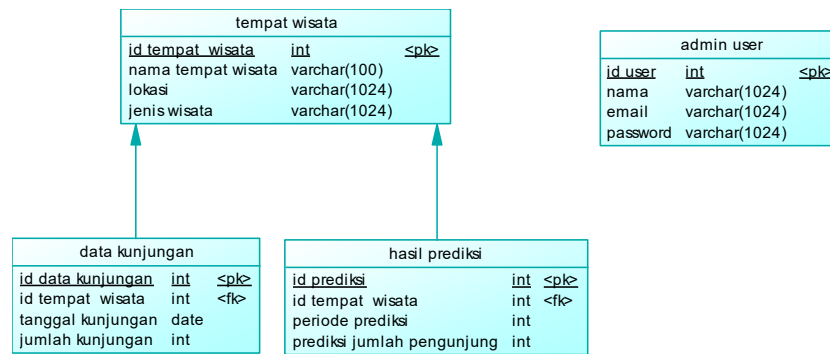 tempat wisata
id tempat wisata int <pk>
nama tempat wisata varchar(100)
lokasi varchar(1024)
jenis wisata varchar(1024)
admin user
id user int <pk>
nama varchar(1024)
email varchar(1024)
password varchar(1024)
data kunjungan
id data kunjungan int <pk>
id tempat wisata int <fk>
tanggal kunjungan date
jumlah kunjungan int
hasil prediksi
id prediksi int <pk>
id tempat wisata int <fk>
periode prediksi int
prediksi jumlah pengunjung int